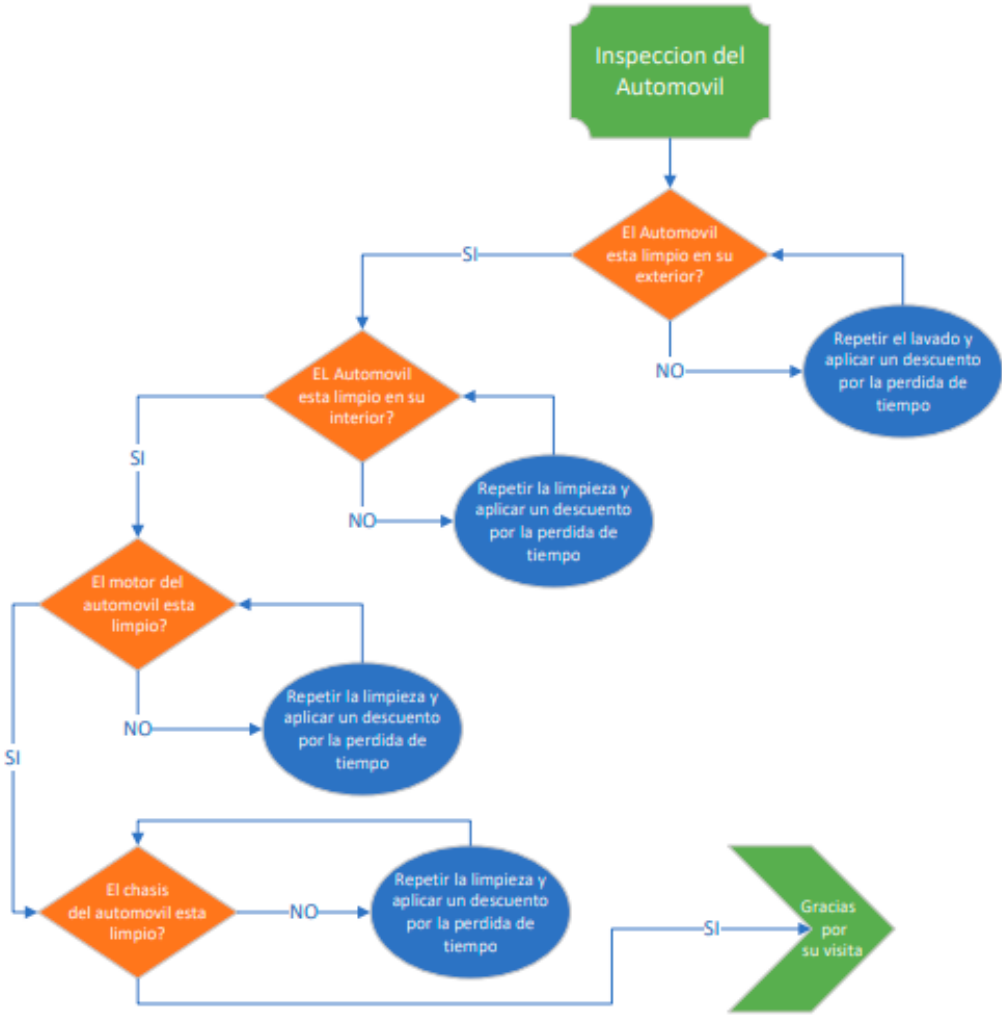 Inspeccion del
Automovil
El Automovil
esta limpio en su
exterior?
SI
NO
Repetir el lavado y
aplicar un descuento
por la perdida de
tiempo
EL Automovil
esta limpio en su
interior?
SI
NO
Repetir la limpieza y
aplicar un descuento
por la perdida de
tiempo
El motor del
automovil esta
limpio?
NO
Repetir la limpieza y
aplicar un descuento
por la perdida de
tiempo
SI
El chasis
del automovil esta
limpio?
NO
Repetir la limpieza y
aplicar un descuento
por la perdida de
tiempo
SI
Gracias
por
su visita